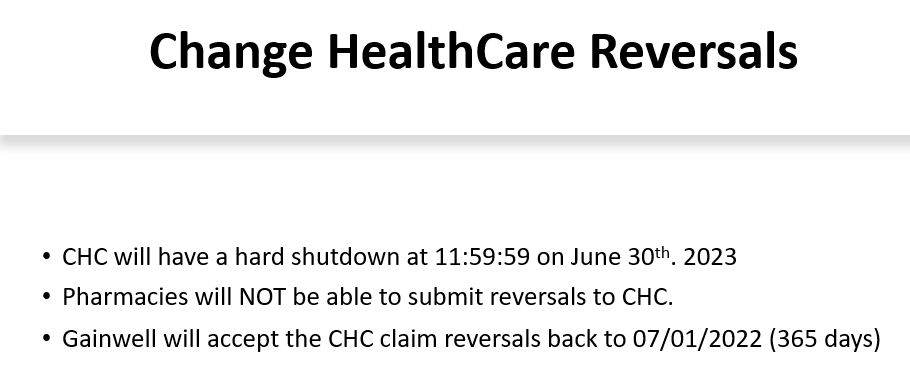 Change HealthCare Reversals
• CHC will have a hard shutdown at 11:59:59 on June 30th. 2023
• Pharmacies will NOT be able to submit reversals to CHC.
• Gainwell will accept the CHC claim reversals back to 07/01/2022 (365 days)